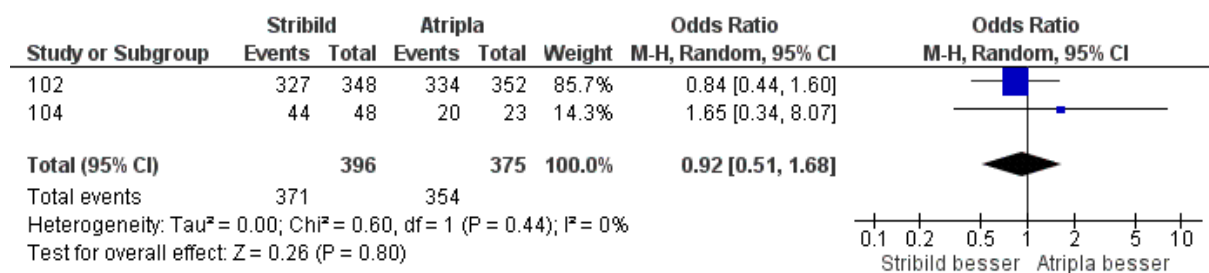 Stribild Atripla Odds Ratio Odds Ratio
Study or Subgroup Events Total Events Total Weight M-H, Random, 95% CI M-H, Random, 95% CI
102 327 348 334 352 85.7% 0.84 [0.44, 1.60]
104 44 48 20 23 14.3% 1.65 [0.34, 8.07]
Total (95% CI) 396 375 100.0% 0.92 [0.51, 1.68]
Total events 371 354
Heterogeneity: Tau² = 0.00; Chi² = 0.60, df = 1 (P = 0.44); I² = 0%
Test for overall effect: Z = 0.26 (P = 0.80)
0.1 0.2 0.5 1 2 5 10
Stribild besser Atripla besser